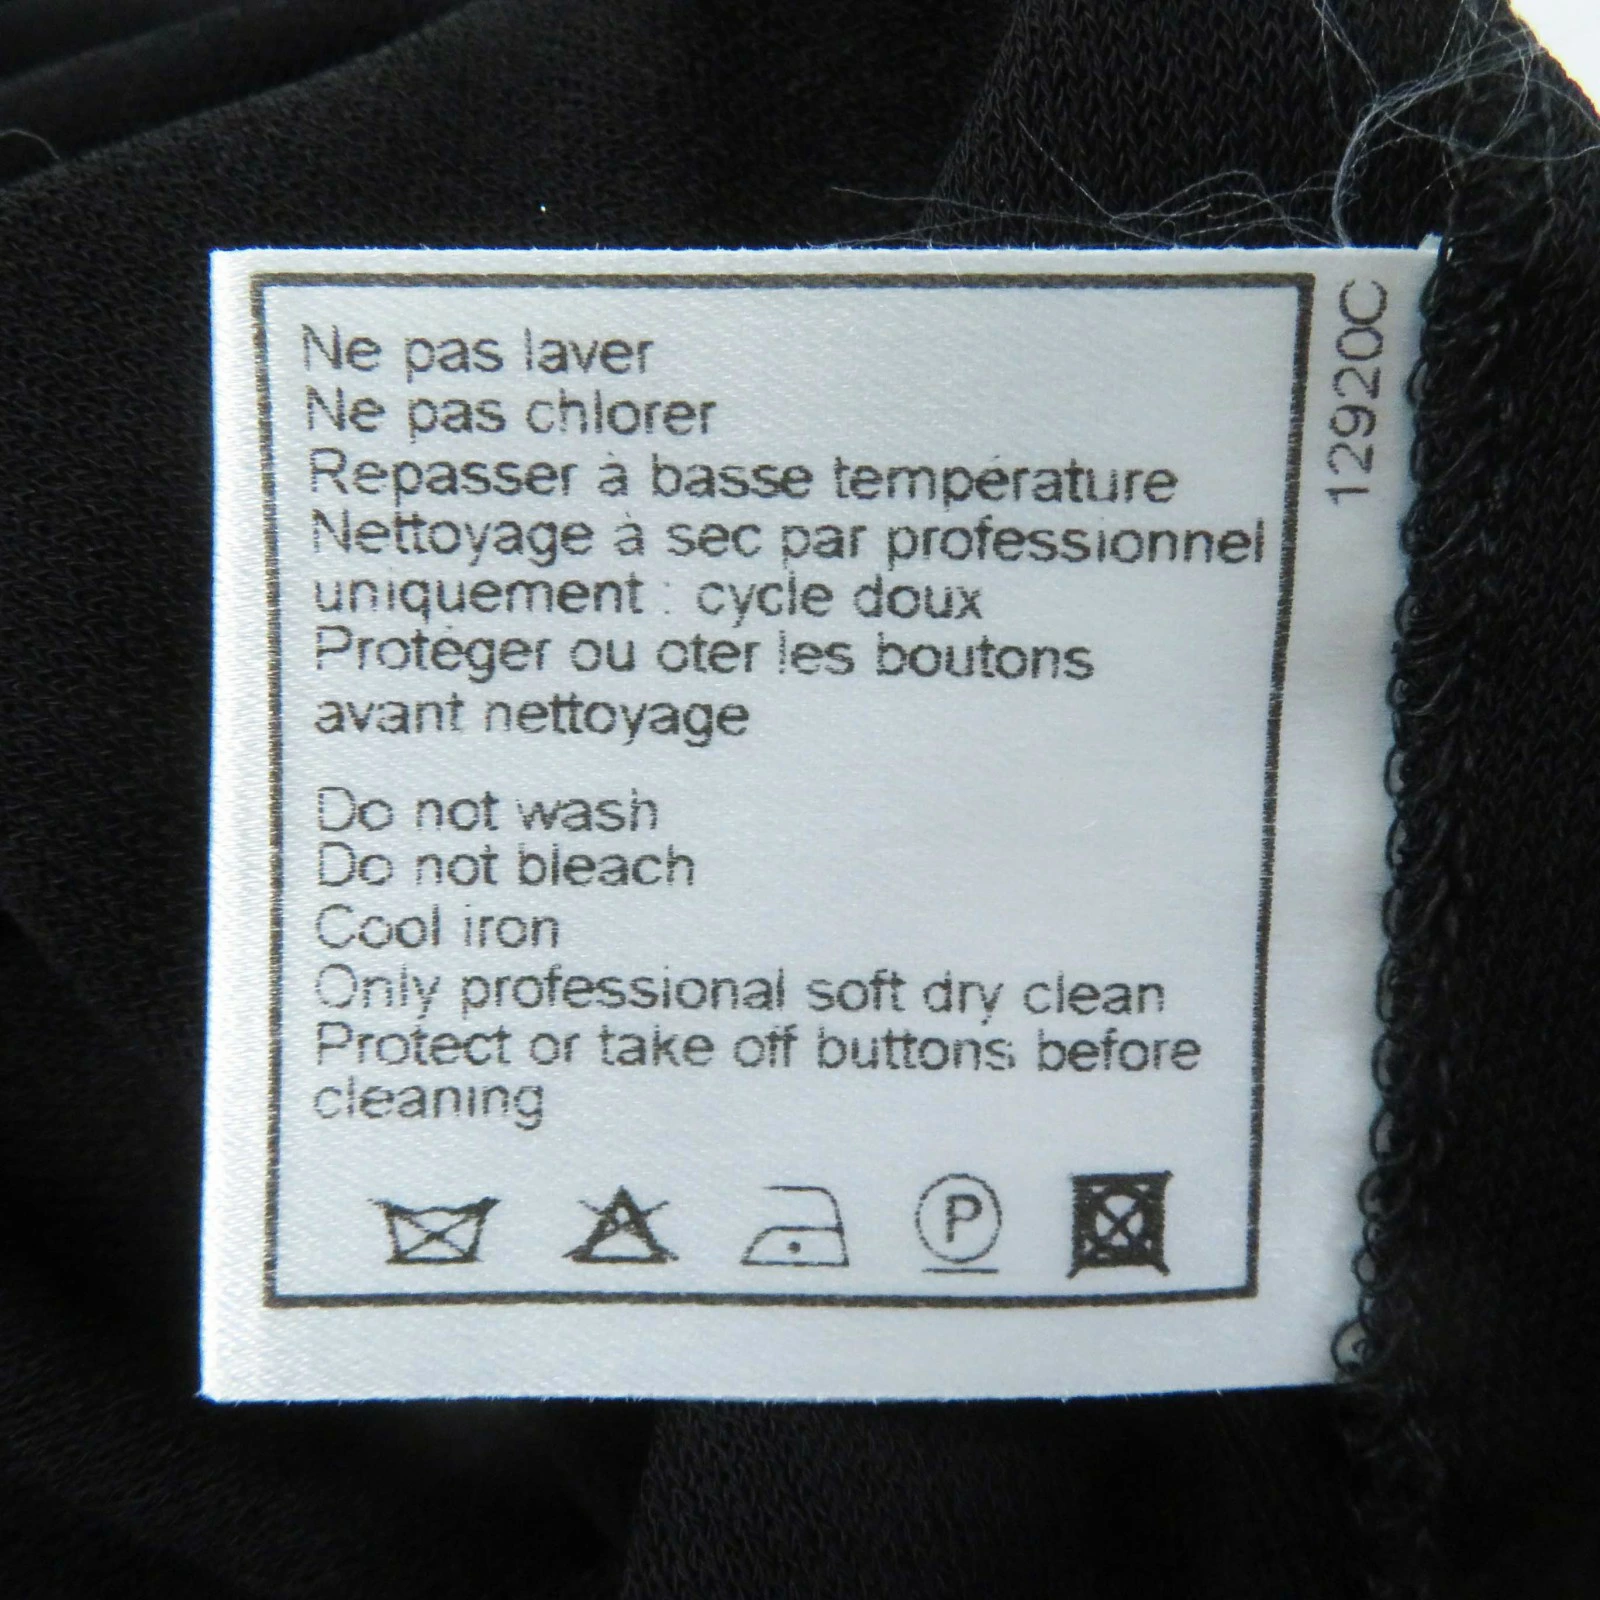 Ne pas laver
Ne pas chlorer
Repasser à basse température
Nettoyage à sec par professionnel
uniquement : cycle doux
Protéger ou oter les boutons
avant nettoyage
Do not wash
Do not bleach
Cool iron
Only professional soft dry clean
Protect or take off buttons before
cleaning
P
12920C